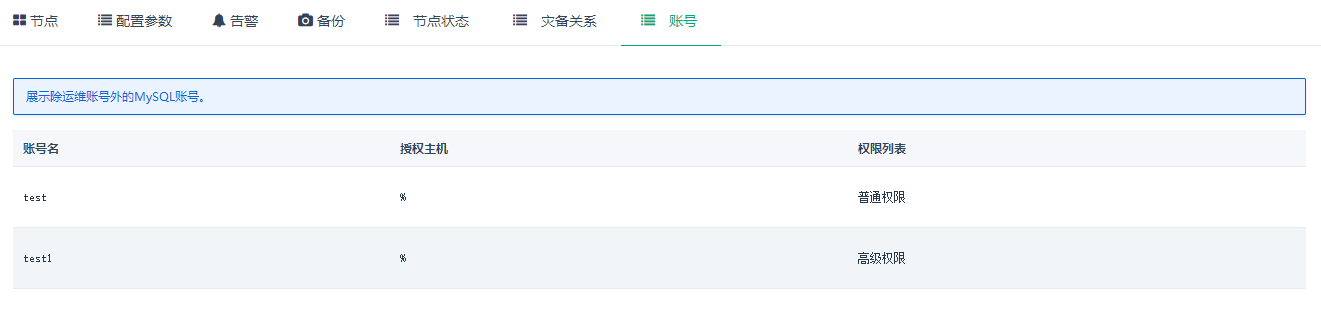 节点 配置参数 告警 备份 节点状态 灾备关系 账号
展示除运维账号外的MySQL账号。
账号名 授权主机 权限列表
test % 普通权限
test1 % 高级权限